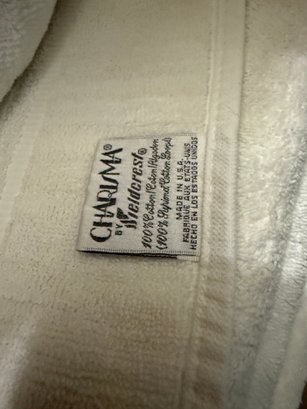 CHARISMA®
BY Fieldcrest®
100% Cotton/Coton/Algodon
(100% Supima Cotton Loops)
MADE IN U.S.A.
FABRIQUE AUX ETATS-UNIS
HECHO EN LOS ESTADOS UNIDOS